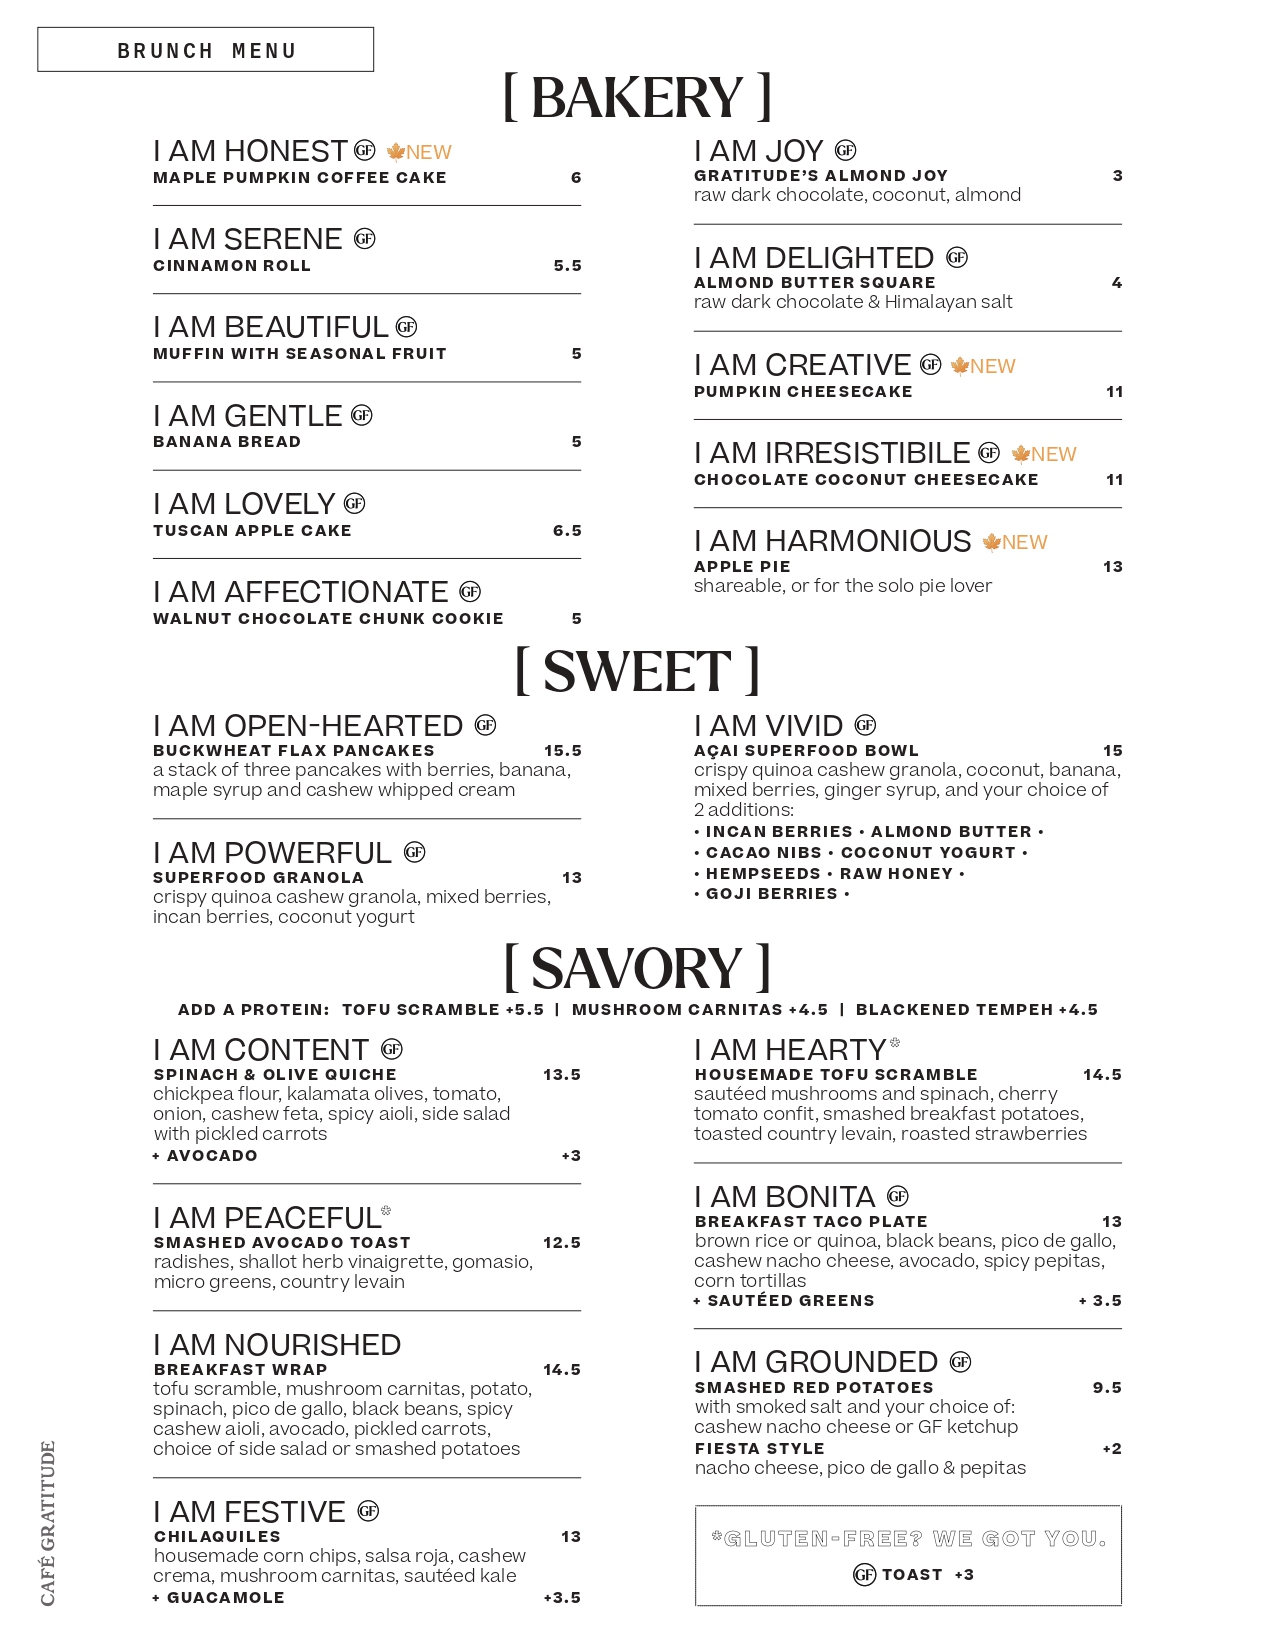 BRUNCH MENU
[ BAKERY ]
I AM HONEST GF NEW
MAPLE PUMPKIN COFFEE CAKE 6
I AM SERENE GF
CINNAMON ROLL 5.5
I AM BEAUTIFUL GF
MUFFIN WITH SEASONAL FRUIT 5
I AM GENTLE GF
BANANA BREAD 5
I AM LOVELY GF
TUSCAN APPLE CAKE 6.5
I AM AFFECTIONATE GF
WALNUT CHOCOLATE CHUNK COOKIE 5
I AM JOY GF
GRATITUDE'S ALMOND JOY 3
raw dark chocolate, coconut, almond
I AM DELIGHTED GF
ALMOND BUTTER SQUARE 4
raw dark chocolate & Himalayan salt
I AM CREATIVE GF NEW
PUMPKIN CHEESECAKE 11
I AM IRRESISTIBILE GF NEW
CHOCOLATE COCONUT CHEESECAKE 11
I AM HARMONIOUS NEW
APPLE PIE 13
shareable, or for the solo pie lover
[ SWEET ]
I AM OPEN-HEARTED GF
BUCKWHEAT FLAX PANCAKES 15.5
a stack of three pancakes with berries, banana,
maple syrup and cashew whipped cream
I AM POWERFUL GF
SUPERFOOD GRANOLA 13
crispy quinoa cashew granola, mixed berries,
incan berries, coconut yogurt
I AM VIVID GF
AÇAI SUPERFOOD BOWL 15
crispy quinoa cashew granola, coconut, banana,
mixed berries, ginger syrup, and your choice of
2 additions:
• INCAN BERRIES • ALMOND BUTTER •
• CACAO NIBS • COCONUT YOGURT •
• HEMPSEEDS • RAW HONEY •
• GOJI BERRIES •
[ SAVORY ]
ADD A PROTEIN: TOFU SCRAMBLE +5.5 | MUSHROOM CARNITAS +4.5 | BLACKENED TEMPEH +4.5
I AM CONTENT GF
SPINACH & OLIVE QUICHE 13.5
chickpea flour, kalamata olives, tomato,
onion, cashew feta, spicy aioli, side salad
with pickled carrots
+ AVOCADO +3
I AM PEACEFUL*
SMASHED AVOCADO TOAST 12.5
radishes, shallot herb vinaigrette, gomasio,
micro greens, country levain
I AM NOURISHED
BREAKFAST WRAP 14.5
tofu scramble, mushroom carnitas, potato,
spinach, pico de gallo, black beans, spicy
cashew aioli, avocado, pickled carrots,
choice of side salad or smashed potatoes
I AM FESTIVE GF
CHILAQUILES 13
housemade corn chips, salsa roja, cashew
crema, mushroom carnitas, sautéed kale
+ GUACAMOLE +3.5
I AM HEARTY*
HOUSEMADE TOFU SCRAMBLE 14.5
sautéed mushrooms and spinach, cherry
tomato confit, smashed breakfast potatoes,
toasted country levain, roasted strawberries
I AM BONITA GF
BREAKFAST TACO PLATE 13
brown rice or quinoa, black beans, pico de gallo,
cashew nacho cheese, avocado, spicy pepitas,
corn tortillas
+ SAUTÉED GREENS + 3.5
I AM GROUNDED GF
SMASHED RED POTATOES 9.5
with smoked salt and your choice of:
cashew nacho cheese or GF ketchup
FIESTA STYLE +2
nacho cheese, pico de gallo & pepitas
*GLUTEN-FREE? WE GOT YOU.
GF TOAST +3
CAFÉ GRATITUDE